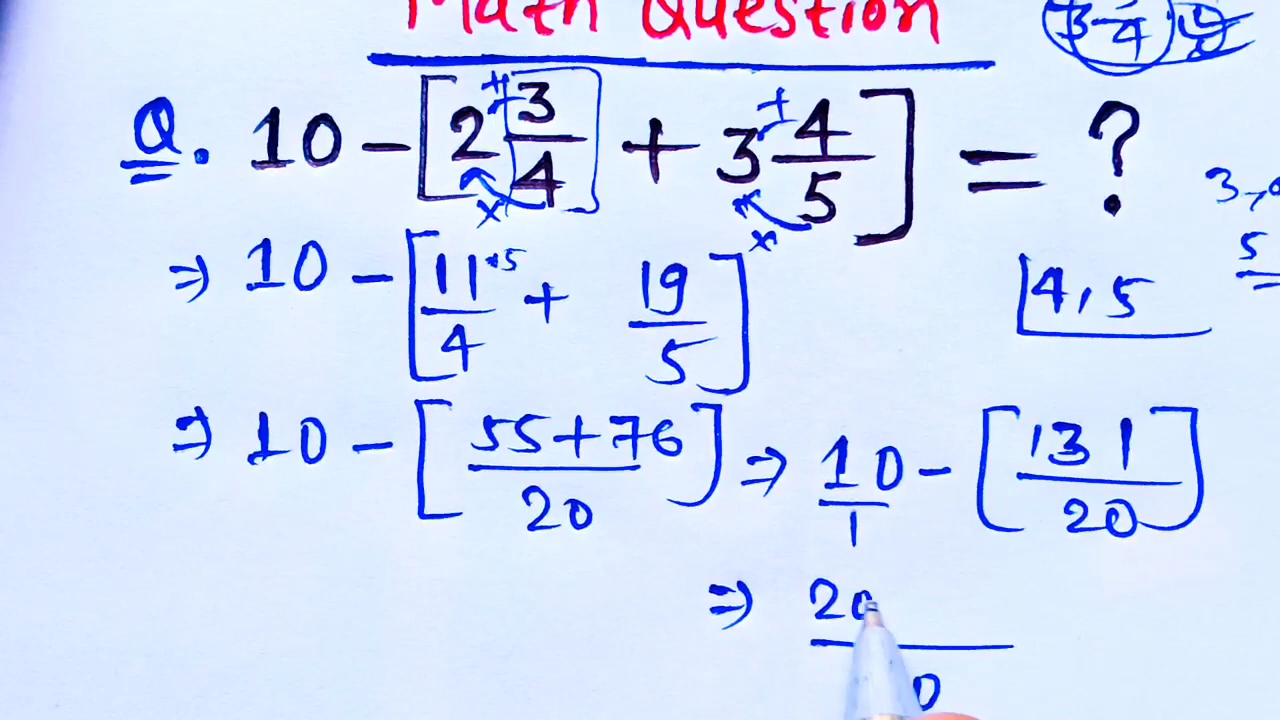 Math Question
Q. 10 - [2 3/4 + 3 4/5] = ?
⇒ 10 - [11/4 + 19/5]
4, 5
⇒ 10 - [55+76/20] ⇒ 10/1 - [131/20]
⇒ 20